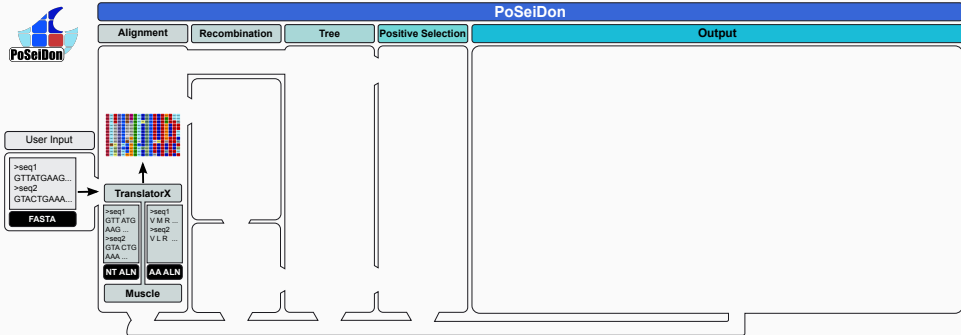 PoSeiDon
PoSeiDon
Alignment
Recombination
Tree
Positive Selection
Output
User Input
>seq1
GTTATGAAG...
>seq2
GTACTGAAA...
FASTA
TranslatorX
>seq1
GTT ATG
AAG ...
>seq2
GTA CTG
AAA ...
NT ALN
>seq1
V M R ...
>seq2
V L R ...
AA ALN
Muscle